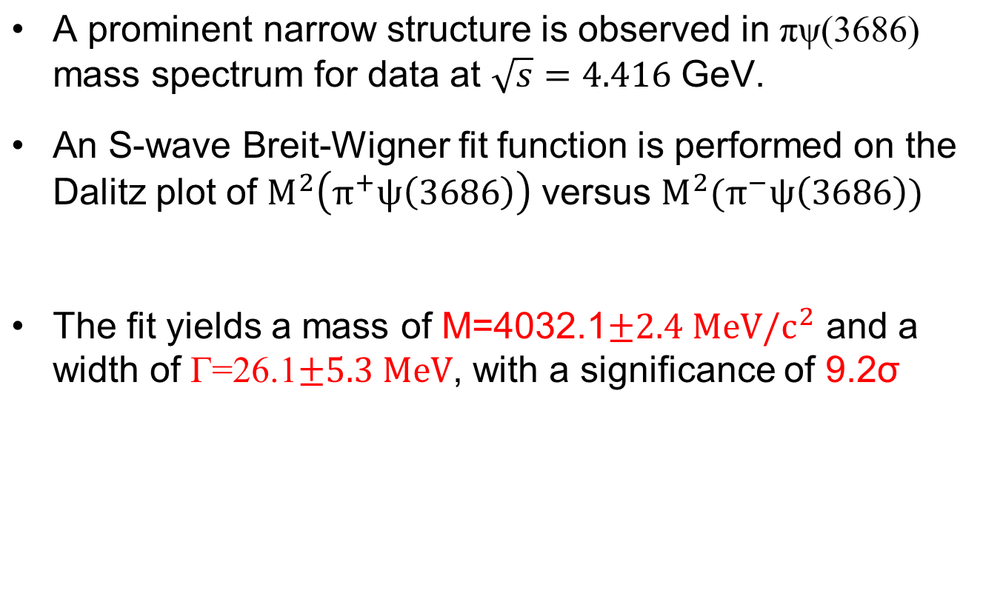 • A prominent narrow structure is observed in πψ(3686)
mass spectrum for data at √s = 4.416 GeV.
• An S-wave Breit-Wigner fit function is performed on the
Dalitz plot of M²(π⁺ψ(3686)) versus M²(π⁻ψ(3686))
• The fit yields a mass of M=4032.1±2.4 MeV/c² and a
width of Γ=26.1±5.3 MeV, with a significance of 9.2σ